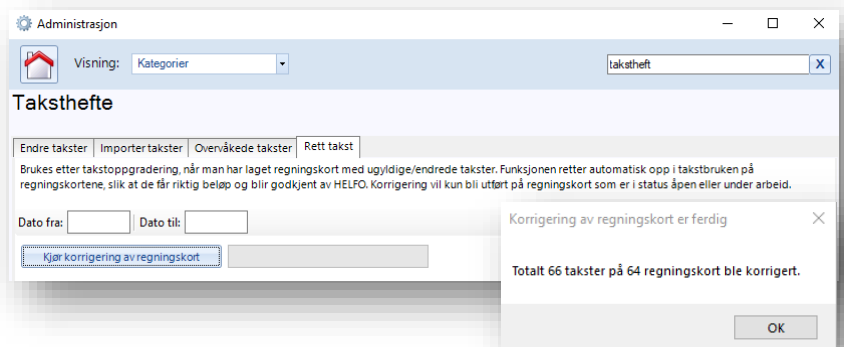 Administrasjon
Visning: Kategorier takstheft X
Taksthefte
Endre takster Importer takster Overvåkede takster Rett takst
Brukes etter takstoppgradering, når man har laget regningskort med ugyldige/endrede takster. Funksjonen retter automatisk opp i takstbruken på
regningskortene, slik at de får riktig beløp og blir godkjent av HELFO. Korrigering vil kun bli utført på regningskort som er i status åpen eller under arbeid.
Dato fra: Dato til:
Kjør korrigering av regningskort
Korrigering av regningskort er ferdig
Totalt 66 takster på 64 regningskort ble korrigert.
OK